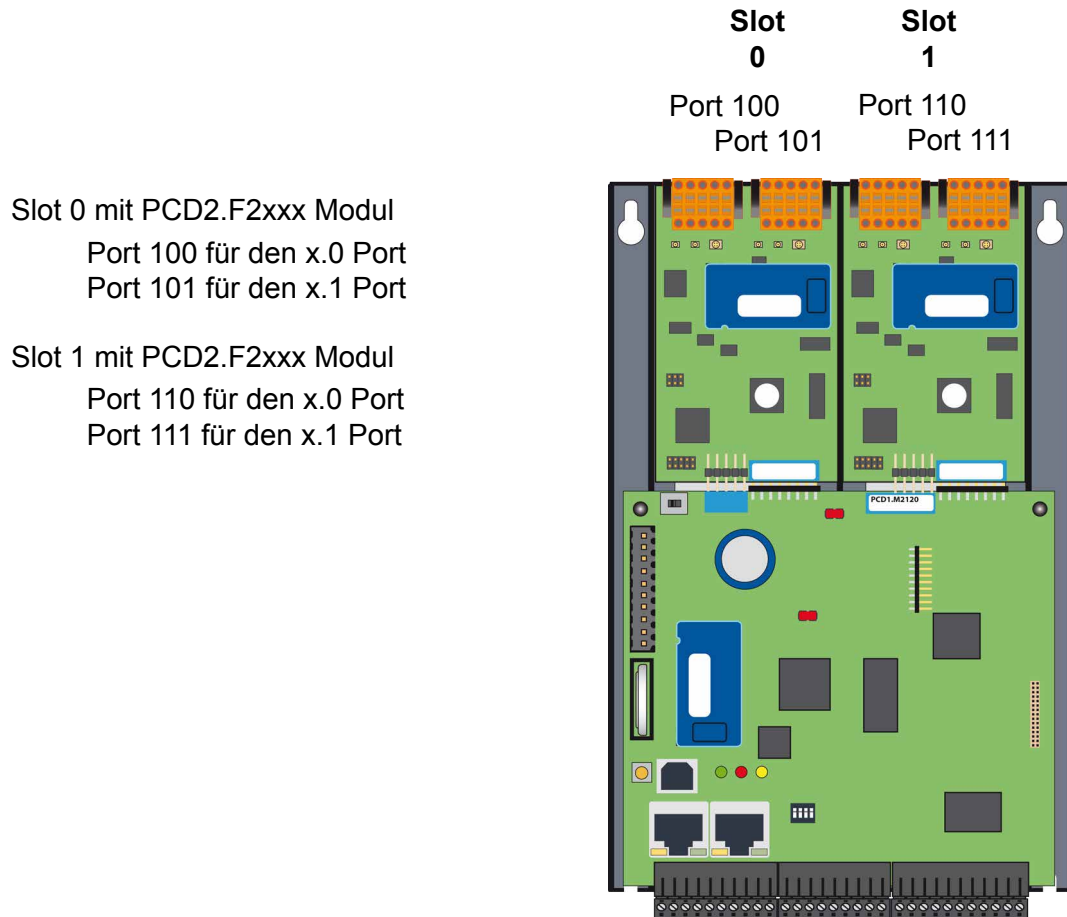 Slot
0
Slot
1
Port 100
Port 101
Port 110
Port 111
Slot 0 mit PCD2.F2xxx Modul
Port 100 für den x.0 Port
Port 101 für den x.1 Port
Slot 1 mit PCD2.F2xxx Modul
Port 110 für den x.0 Port
Port 111 für den x.1 Port
PCD1.M2120